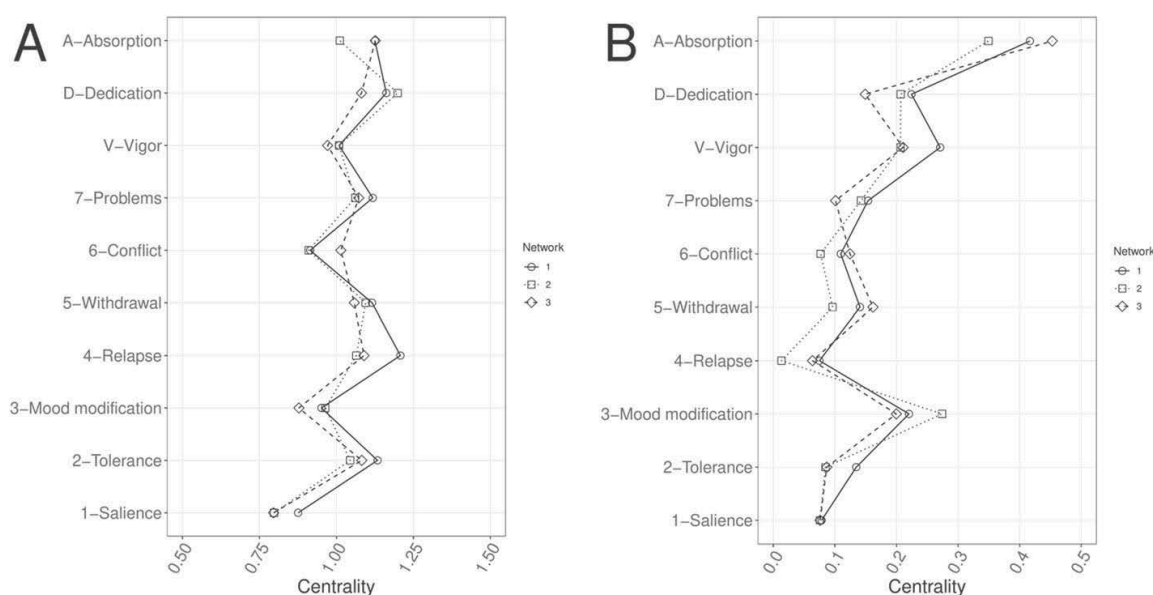 A
A−Absorption
D−Dedication
V−Vigor
7−Problems
6−Conflict
5−Withdrawal
4−Relapse
3−Mood modification
2−Tolerance
1−Salience
0.50
0.75
1.00
1.25
1.50
Centrality
Network
1
2
3
B
A−Absorption
D−Dedication
V−Vigor
7−Problems
6−Conflict
5−Withdrawal
4−Relapse
3−Mood modification
2−Tolerance
1−Salience
0.0
0.1
0.2
0.3
0.4
0.5
Centrality
Network
1
2
3